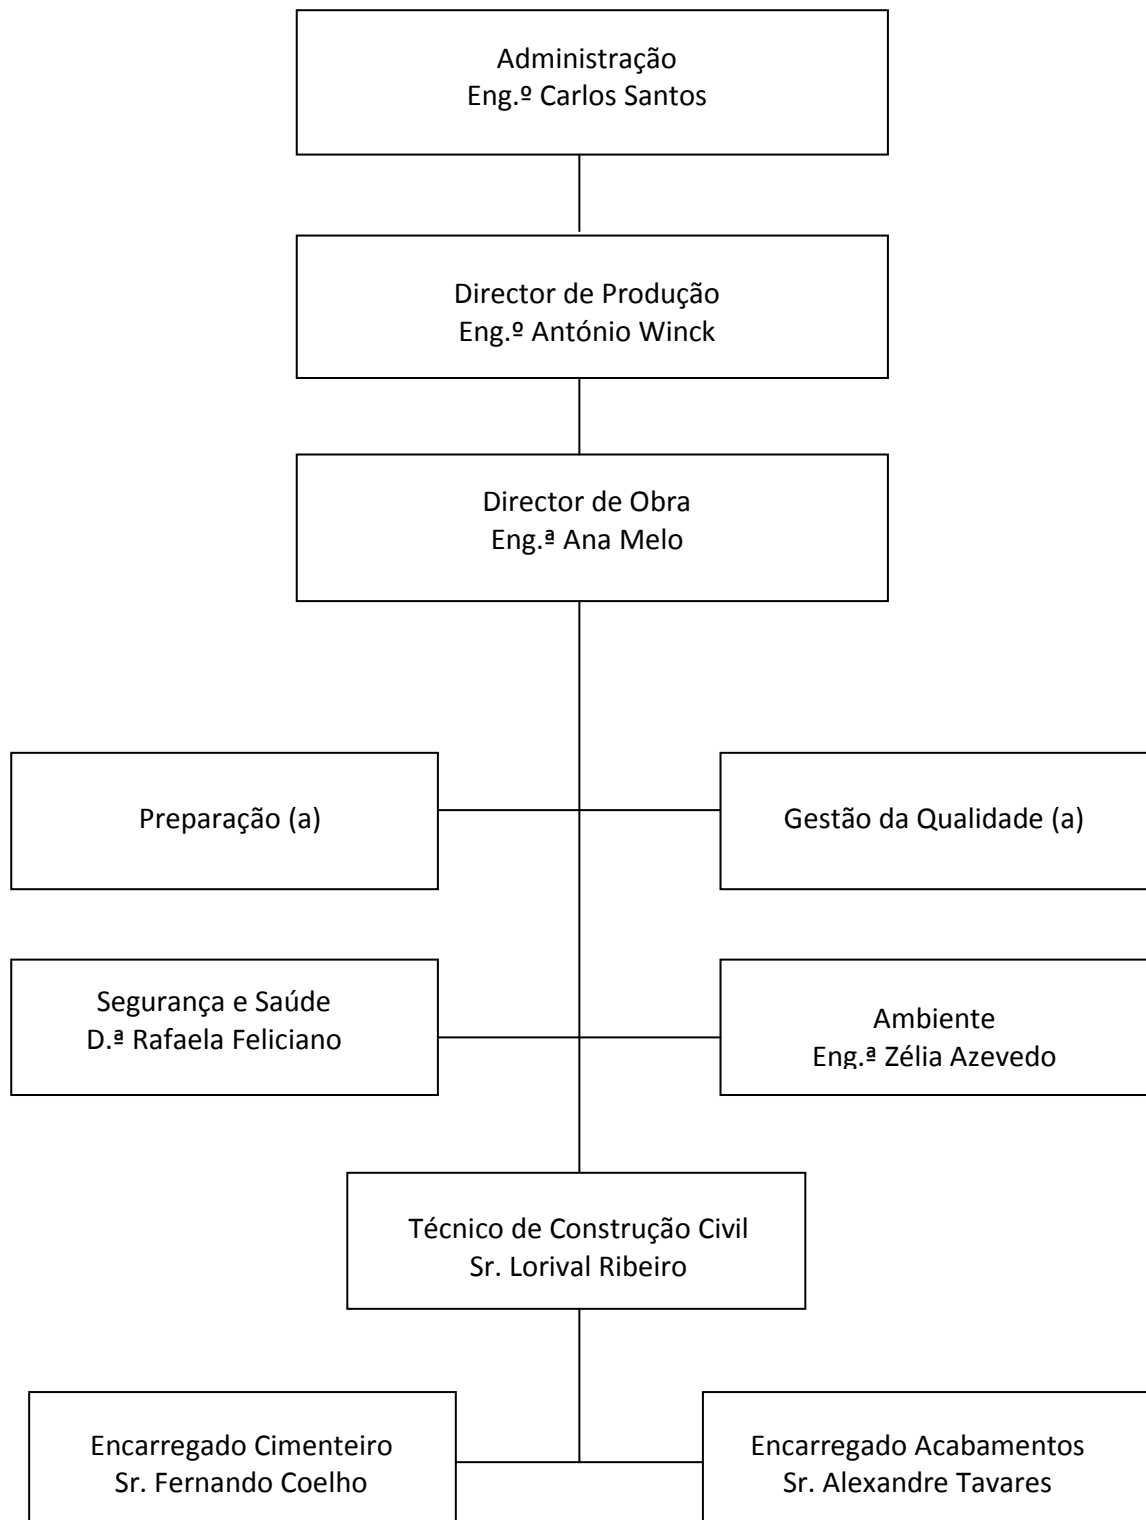 Administração
Eng.º Carlos Santos
Director de Produção
Eng.º António Winck
Director de Obra
Eng.ª Ana Melo
Preparação (a)
Gestão da Qualidade (a)
Segurança e Saúde
D.ª Rafaela Feliciano
Ambiente
Eng.ª Zélia Azevedo
Técnico de Construção Civil
Sr. Lorival Ribeiro
Encarregado Cimenteiro
Sr. Fernando Coelho
Encarregado Acabamentos
Sr. Alexandre Tavares